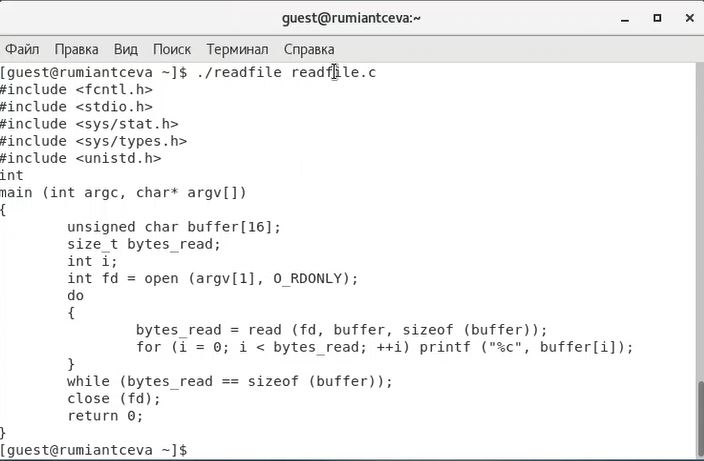 guest@rumiantceva:~
Файл Правка Вид Поиск Терминал Справка
[guest@rumiantceva ~]$ ./readfile readfile.c
#include <fcntl.h>
#include <stdio.h>
#include <sys/stat.h>
#include <sys/types.h>
#include <unistd.h>
int
main (int argc, char* argv[])
{
        unsigned char buffer[16];
        size_t bytes_read;
        int i;
        int fd = open (argv[1], O_RDONLY);
        do
        {
                bytes_read = read (fd, buffer, sizeof (buffer));
                for (i = 0; i < bytes_read; ++i) printf ("%c", buffer[i]);
        }
        while (bytes_read == sizeof (buffer));
        close (fd);
        return 0;
}
[guest@rumiantceva ~]$